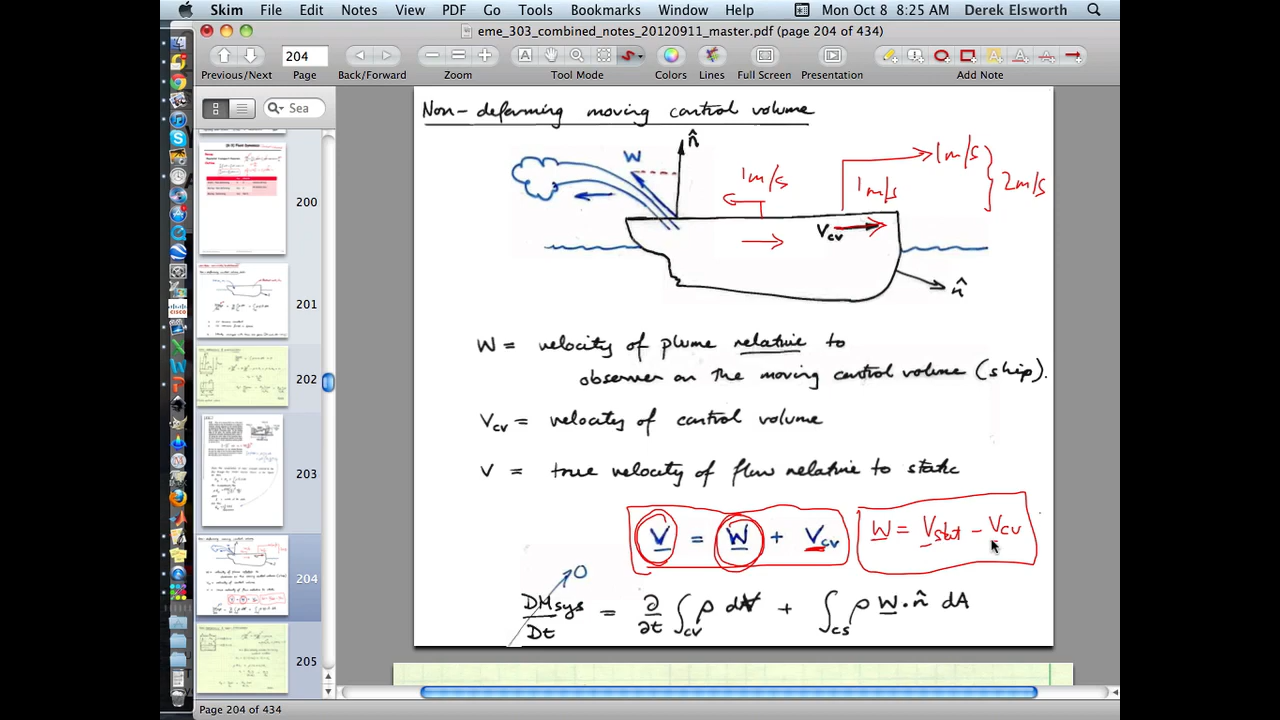 Skim File Edit Notes View PDF Go Tools Bookmarks Window Help Mon Oct 8 8:25 AM Derek Elsworth
(page 204 of 434)
204
Previous/Next Page Back/Forward Zoom Tool Mode Colors Lines Full Screen Presentation Add Note
Sea
200
201
202
203
204
205
Non-deforming moving control volume
n̂
W
1m/s
1m/s
1m/s
2m/s
Vcv
n̂
W = velocity of plume relative to
observer on the moving control volume (ship).
Vcv = velocity of control volume
V = true velocity of flow relative to static
V = W + Vcv
W = Vstat - Vcv
0
DMsys/Dt = ∂/∂t ∫cv ρ dV + ∫cs ρ W · n̂ dA
Page 204 of 434